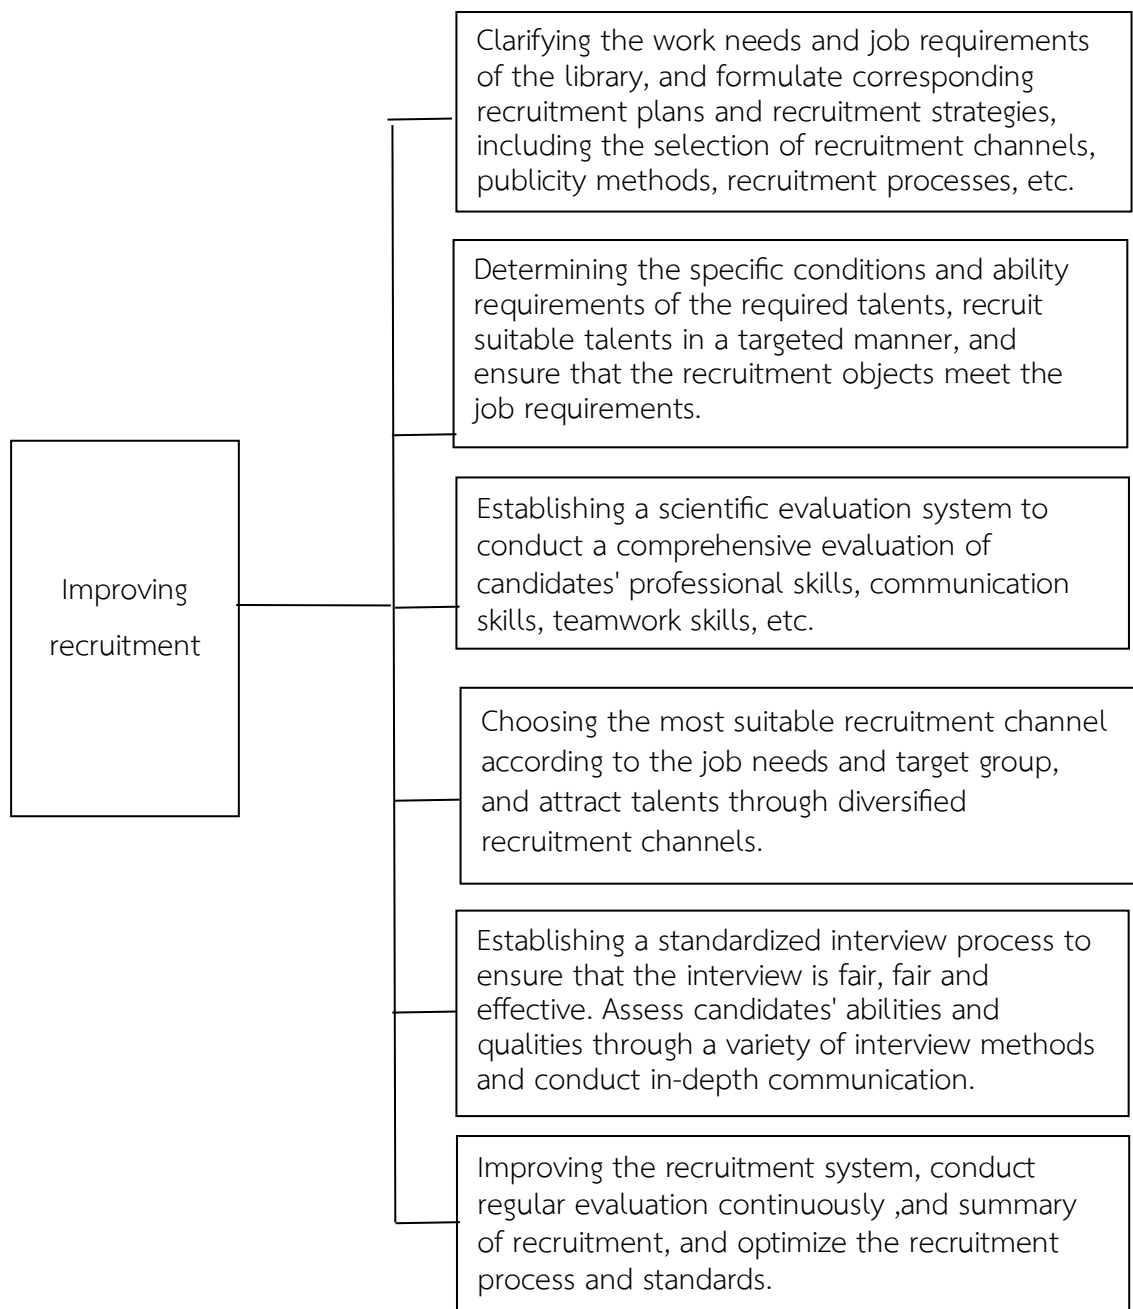 Clarifying the work needs and job requirements
of the library, and formulate corresponding
recruitment plans and recruitment strategies,
including the selection of recruitment channels,
publicity methods, recruitment processes, etc.
Determining the specific conditions and ability
requirements of the required talents, recruit
suitable talents in a targeted manner, and
ensure that the recruitment objects meet the
job requirements.
Improving
recruitment
Establishing a scientific evaluation system to
conduct a comprehensive evaluation of
candidates' professional skills, communication
skills, teamwork skills, etc.
Choosing the most suitable recruitment channel
according to the job needs and target group,
and attract talents through diversified
recruitment channels.
Establishing a standardized interview process to
ensure that the interview is fair, fair and
effective. Assess candidates' abilities and
qualities through a variety of interview methods
and conduct in-depth communication.
Improving the recruitment system, conduct
regular evaluation continuously ,and summary
of recruitment, and optimize the recruitment
process and standards.